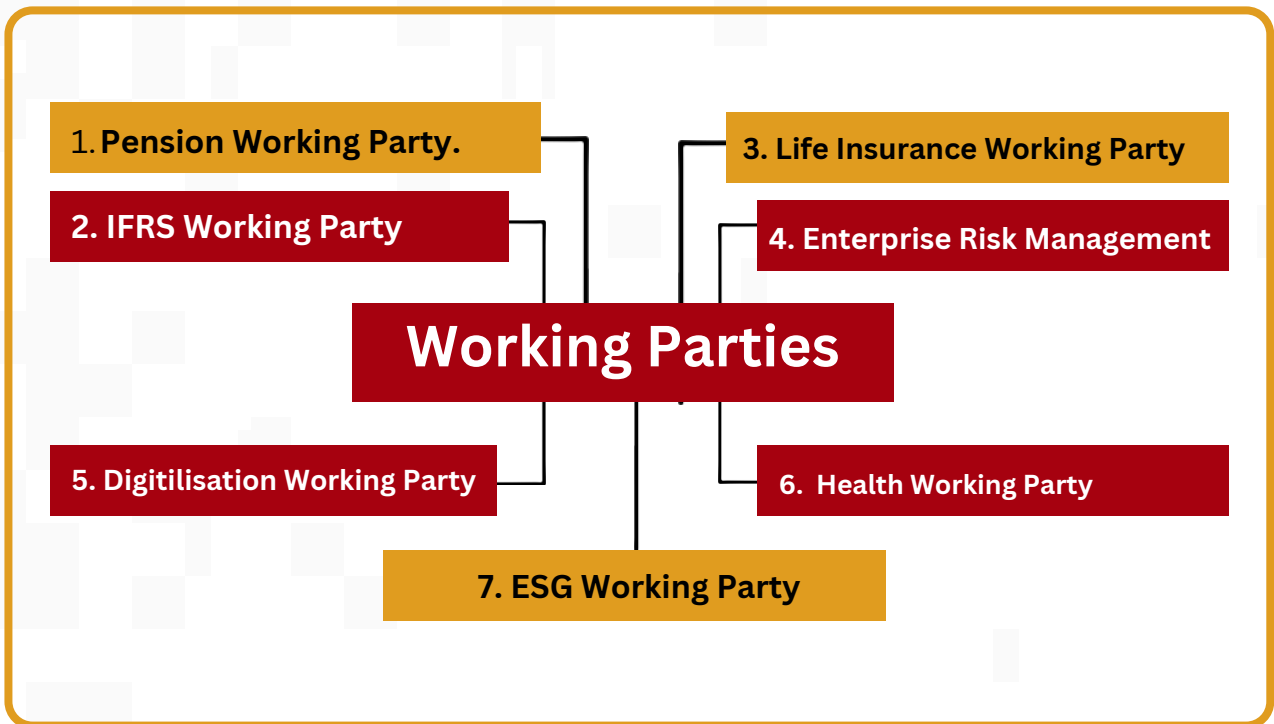 1. Pension Working Party.
2. IFRS Working Party
3. Life Insurance Working Party
4. Enterprise Risk Management
Working Parties
5. Digitilisation Working Party
6. Health Working Party
7. ESG Working Party